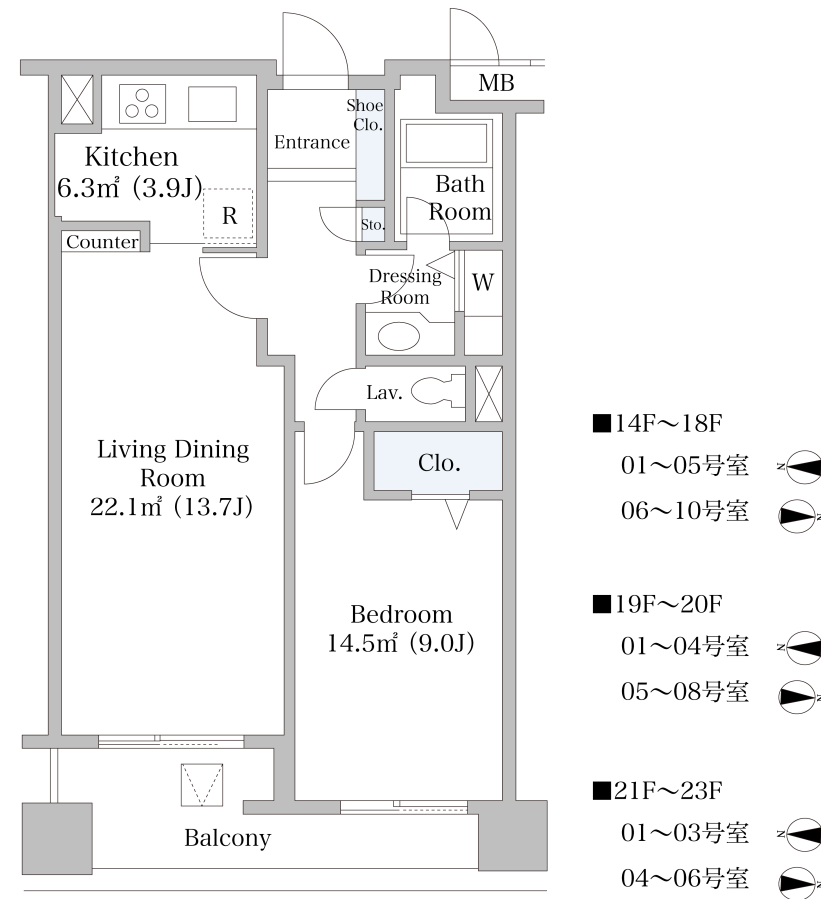 MB
Shoe
Clo.
Entrance
Kitchen
6.3㎡ (3.9J)
R
Bath
Room
Sto.
Counter
Dressing
Room
W
Lav.
Living Dining
Room
22.1㎡ (13.7J)
Clo.
Bedroom
14.5㎡ (9.0J)
Balcony
■14F～18F
01～05号室
N
06～10号室
N
■19F～20F
01～04号室
N
05～08号室
N
■21F～23F
01～03号室
N
04～06号室
N